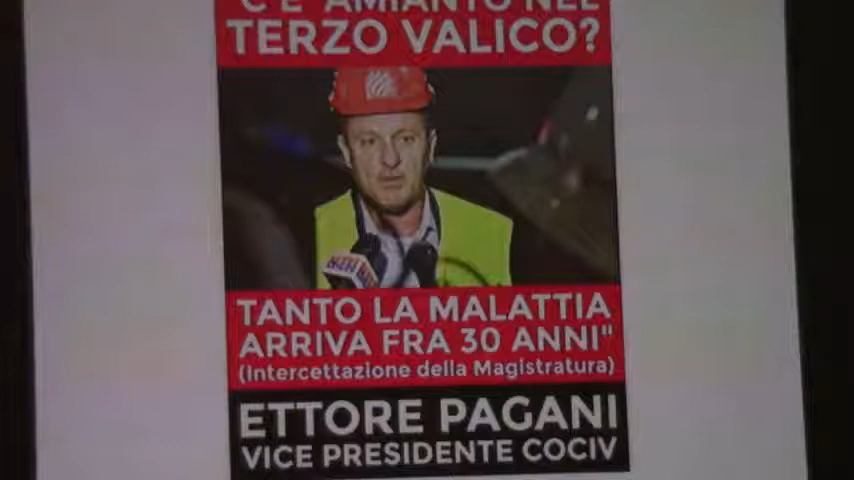 "C'E' AMIANTO NEL
TERZO VALICO?
TANTO LA MALATTIA
ARRIVA FRA 30 ANNI"
(Intercettazione della Magistratura)
ETTORE PAGANI
VICE PRESIDENTE COCIV